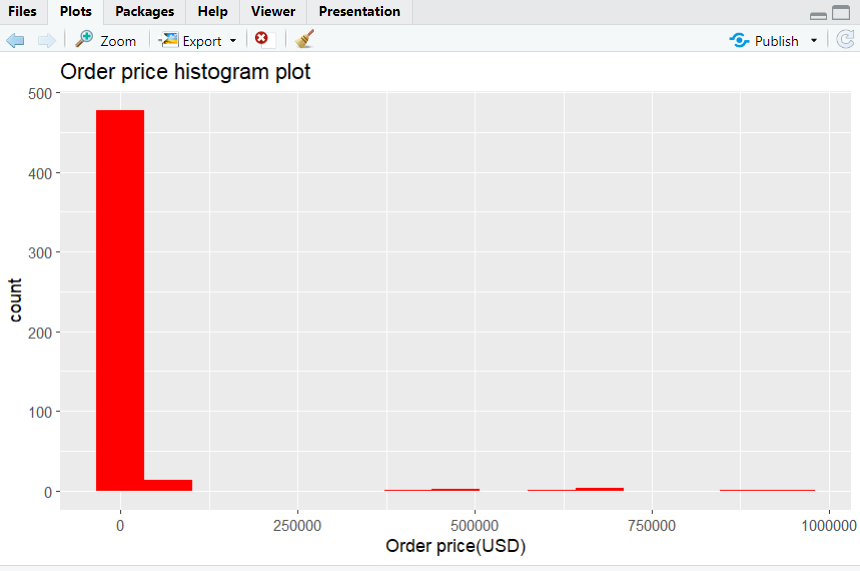 Files Plots Packages Help Viewer Presentation
Zoom Export Publish
Order price histogram plot
500
400
300
200
100
0
count
0 250000 500000 750000 1000000
Order price(USD)